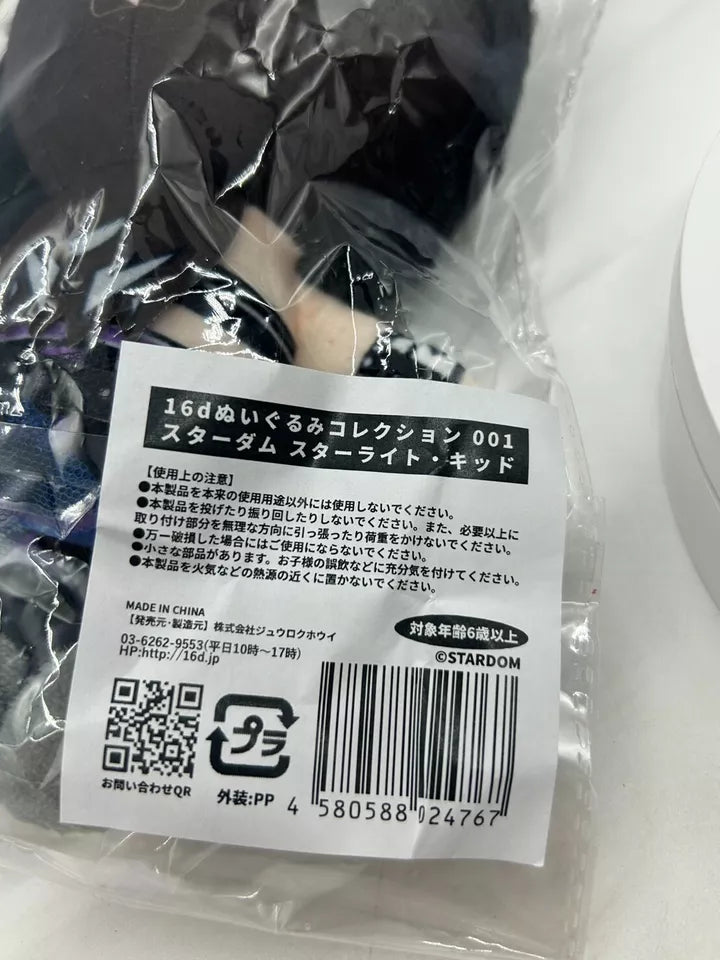 16dぬいぐるみコレクション 001
スターダム スターライト・キッド
【使用上の注意】
●本製品を本来の使用用途以外には使用しないでください。
●本製品を投げたり振り回したりしないでください。また、必要以上に
取り付け部分を無理な方向に引っ張ったり荷重をかけないでください。
●万一破損した場合にはご使用にならないでください。
●小さな部品があります。お子様の誤飲などに充分気を付けてください。
●本製品を火気などの熱源の近くに置かないでください。
MADE IN CHINA
【発売元・製造元】株式会社ジュウロクホウイ
03-6262-9553(平日10時〜17時)
HP:http://16d.jp
対象年齢6歳以上
©STARDOM
お問い合わせQR
プラ
外装:PP
4 580588 024767